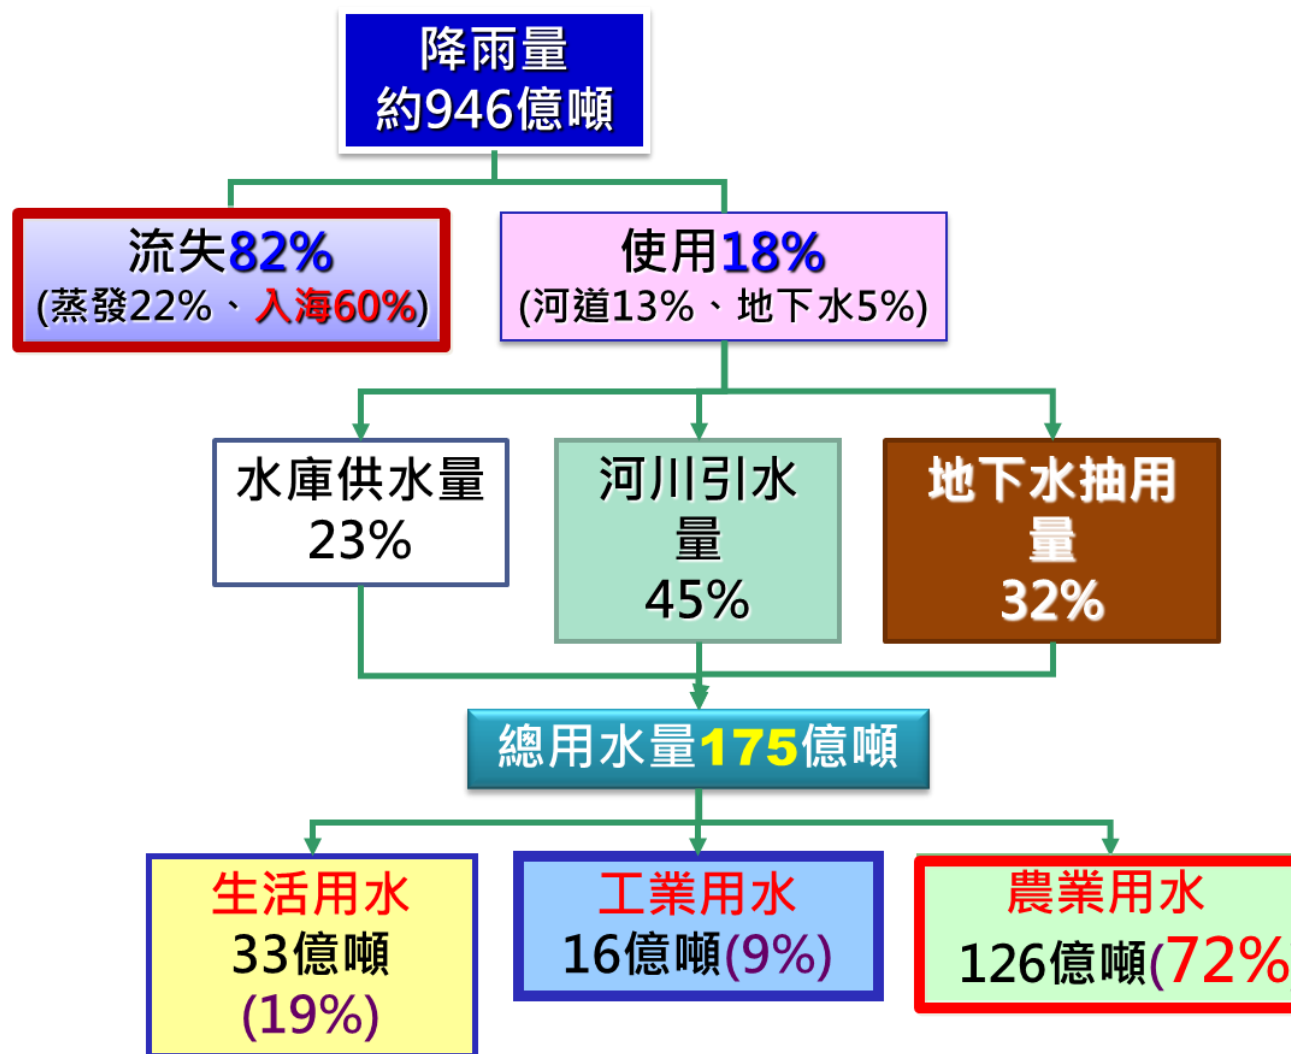 降雨量
約946億噸
流失82%
(蒸發22%、入海60%)
使用18%
(河道13%、地下水5%)
水庫供水量
23%
河川引水
量
45%
地下水抽用
量
32%
總用水量175億噸
生活用水
33億噸
(19%)
工業用水
16億噸(9%)
農業用水
126億噸(72%